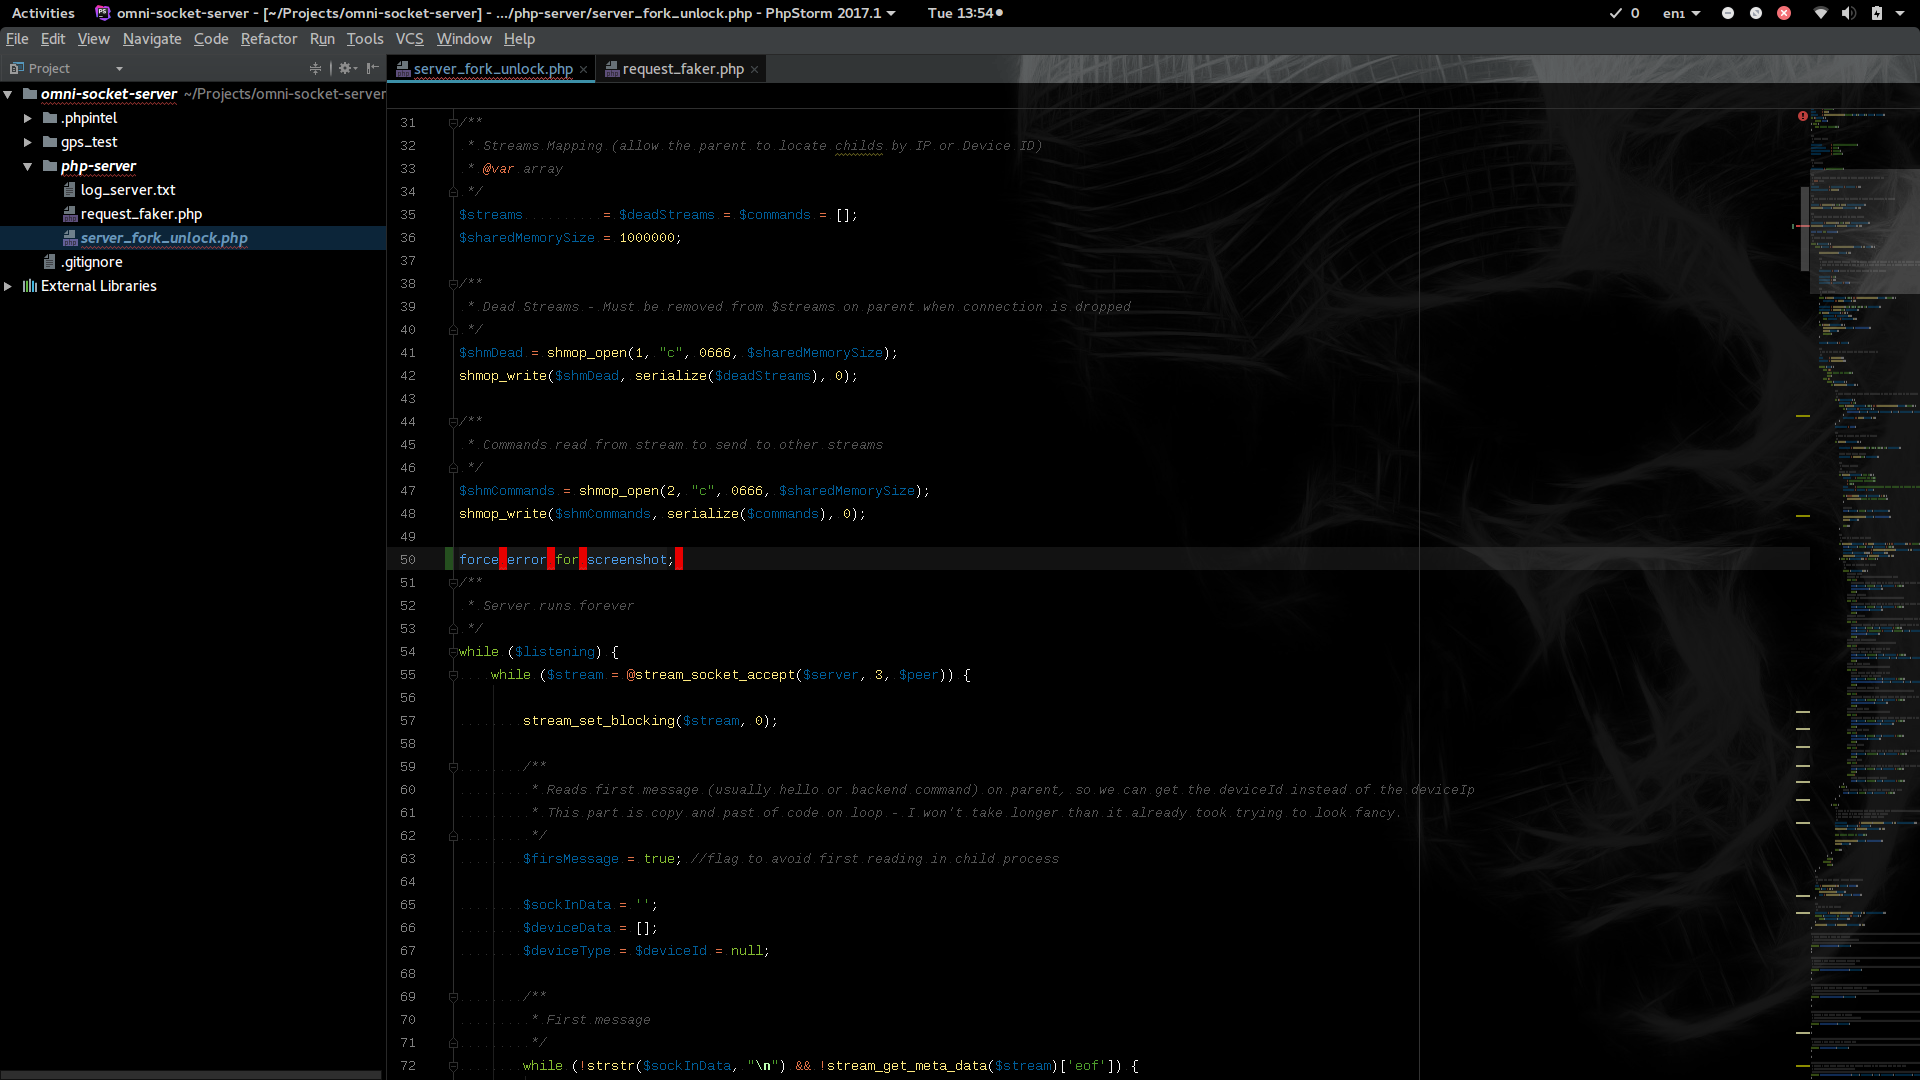 Activities omni-socket-server - [~/Projects/omni-socket-server] - .../php-server/server_fork_unlock.php - PhpStorm 2017.1 Tue 13:54 0 en₁
File Edit View Navigate Code Refactor Run Tools VCS Window Help
Project
server_fork_unlock.php
request_faker.php
omni-socket-server ~/Projects/omni-socket-server
.phpintel
gps_test
php-server
log_server.txt
request_faker.php
server_fork_unlock.php
.gitignore
External Libraries
31 /**
32 * Streams Mapping (allow the parent to locate childs by IP or Device ID)
33 * @var array
34 */
35 $streams = $deadStreams = $commands = [];
36 $sharedMemorySize = 1000000;
37
38 /**
39 * Dead Streams - Must be removed from $streams on parent when connection is dropped
40 */
41 $shmDead = shmop_open(1, "c", 0666, $sharedMemorySize);
42 shmop_write($shmDead, serialize($deadStreams), 0);
43
44 /**
45 * Commands read from stream to send to other streams
46 */
47 $shmCommands = shmop_open(2, "c", 0666, $sharedMemorySize);
48 shmop_write($shmCommands, serialize($commands), 0);
49
50 force error for screenshot;
51 /**
52 * Server runs forever
53 */
54 while ($listening) {
55 while ($stream = @stream_socket_accept($server, 3, $peer)) {
56
57 stream_set_blocking($stream, 0);
58
59 /**
60 * Reads first message (usually hello or backend command) on parent, so we can get the deviceId instead of the deviceIp
61 * This part is copy and past of code on loop - I won't take longer than it already took trying to look fancy.
62 */
63 $firsMessage = true; //flag to avoid first reading in child process
64
65 $sockInData = '';
66 $deviceData = [];
67 $deviceType = $deviceId = null;
68
69 /**
70 * First message
71 */
72 while (!strstr($sockInData, "\n") && !stream_get_meta_data($stream)['eof']) {